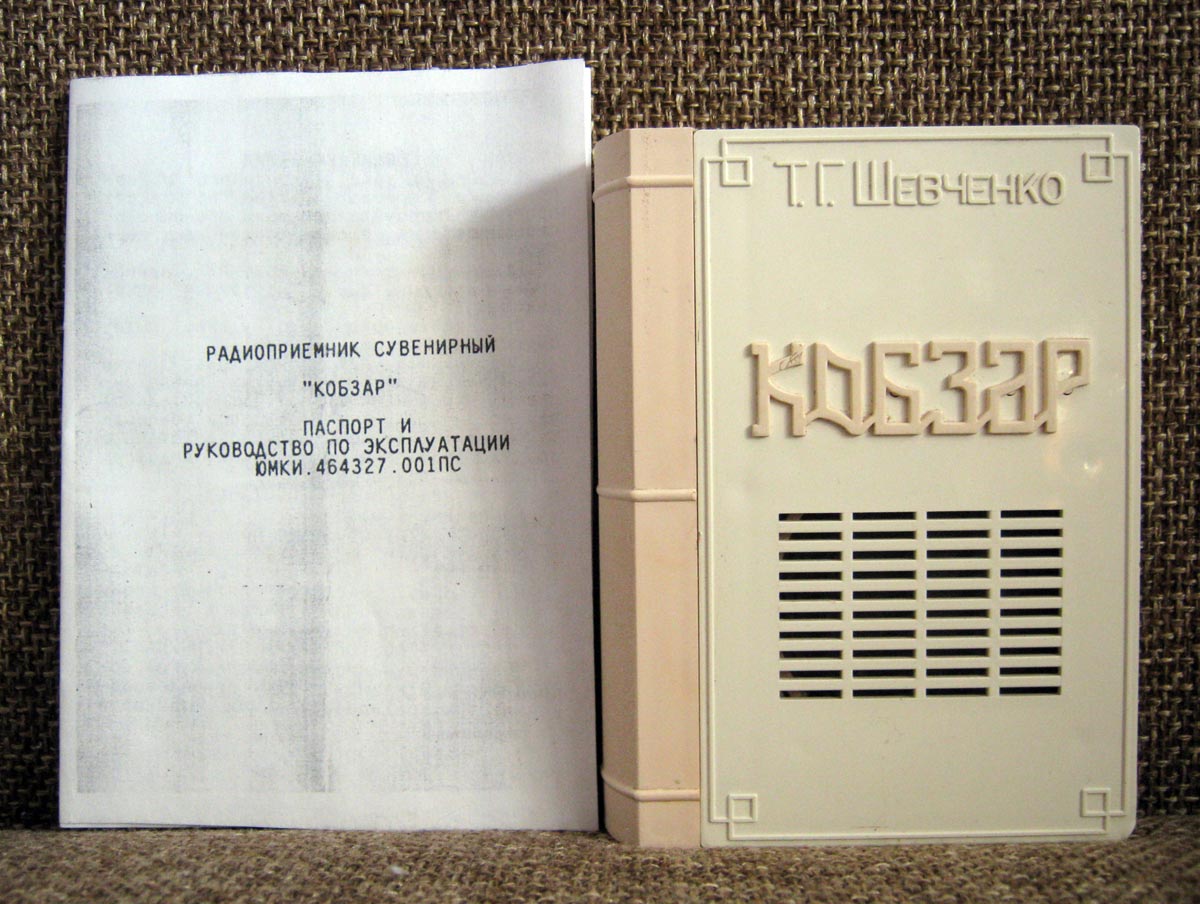 РАДИОПРИЕМНИК СУВЕНИРНЫЙ
"КОБЗАР"
ПАСПОРТ И
РУКОВОДСТВО ПО ЭКСПЛУАТАЦИИ
ЮМКИ.464327.001ПС
Т.Г. ШЕВЧЕНКО
КОБЗАР